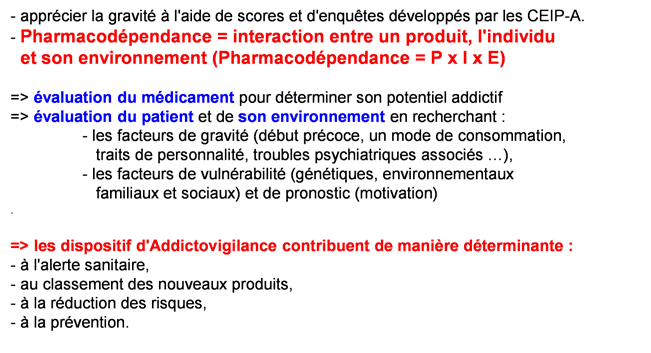 - apprécier la gravité à l'aide de scores et d'enquêtes développés par les CEIP-A.
- Pharmacodépendance = interaction entre un produit, l'individu
et son environnement (Pharmacodépendance = P x I x E)
=> évaluation du médicament pour déterminer son potentiel addictif
=> évaluation du patient et de son environnement en recherchant :
- les facteurs de gravité (début précoce, un mode de consommation,
traits de personnalité, troubles psychiatriques associés ...),
- les facteurs de vulnérabilité (génétiques, environnementaux
familiaux et sociaux) et de pronostic (motivation)
.
=> les dispositif d'Addictovigilance contribuent de manière déterminante :
- à l'alerte sanitaire,
- au classement des nouveaux produits,
- à la réduction des risques,
- à la prévention.